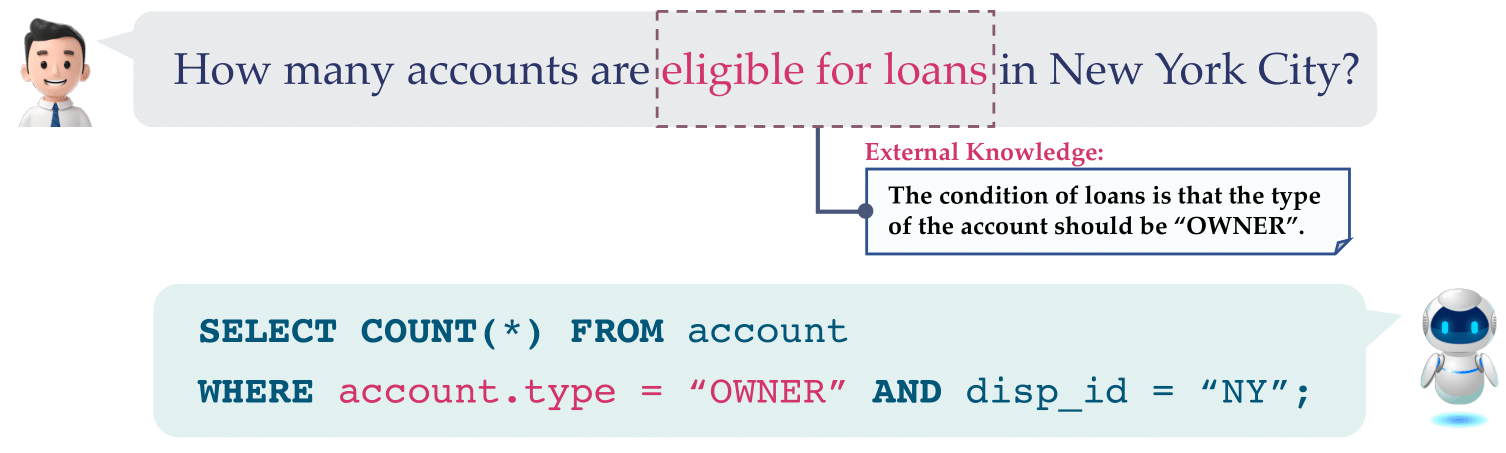 How many accounts are eligible for loans in New York City?
External Knowledge:
The condition of loans is that the type
of the account should be “OWNER”.
SELECT COUNT(*) FROM account
WHERE account.type = “OWNER” AND disp_id = “NY”;